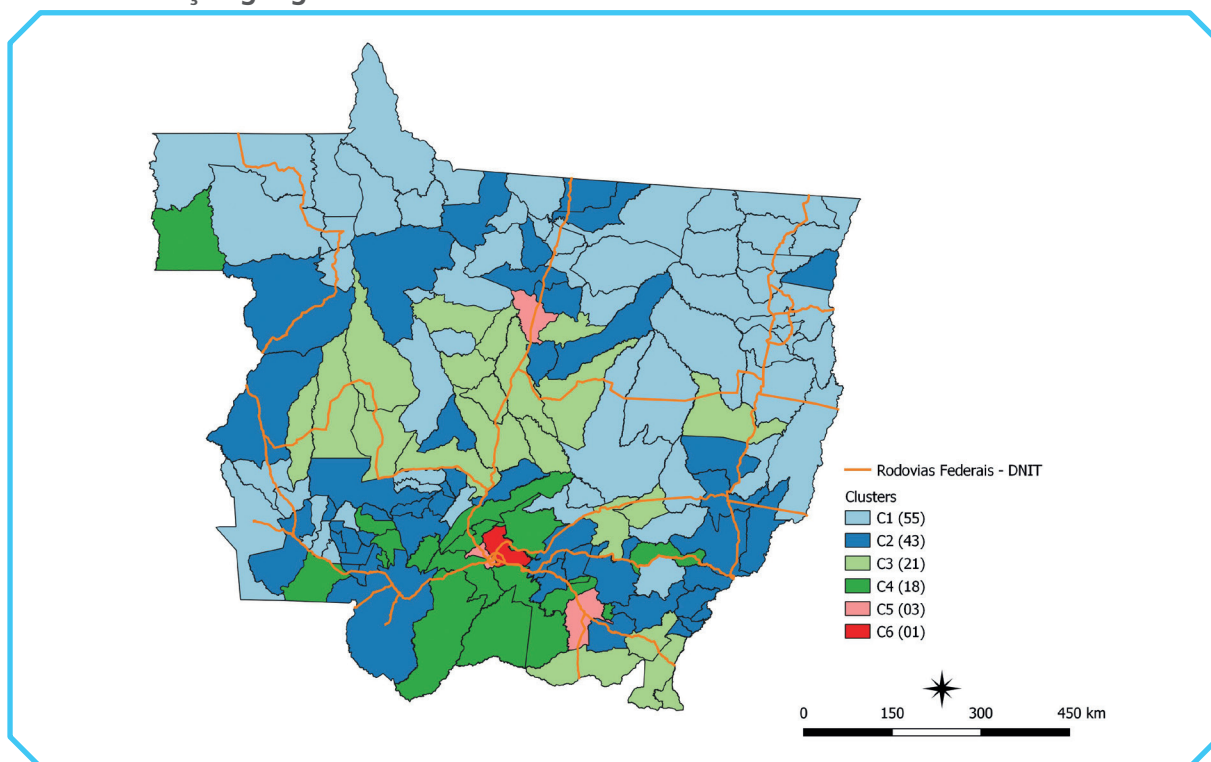 Rodovias Federais - DNIT
Clusters
C1 (55)
C2 (43)
C3 (21)
C4 (18)
C5 (03)
C6 (01)
0 150 300 450 km